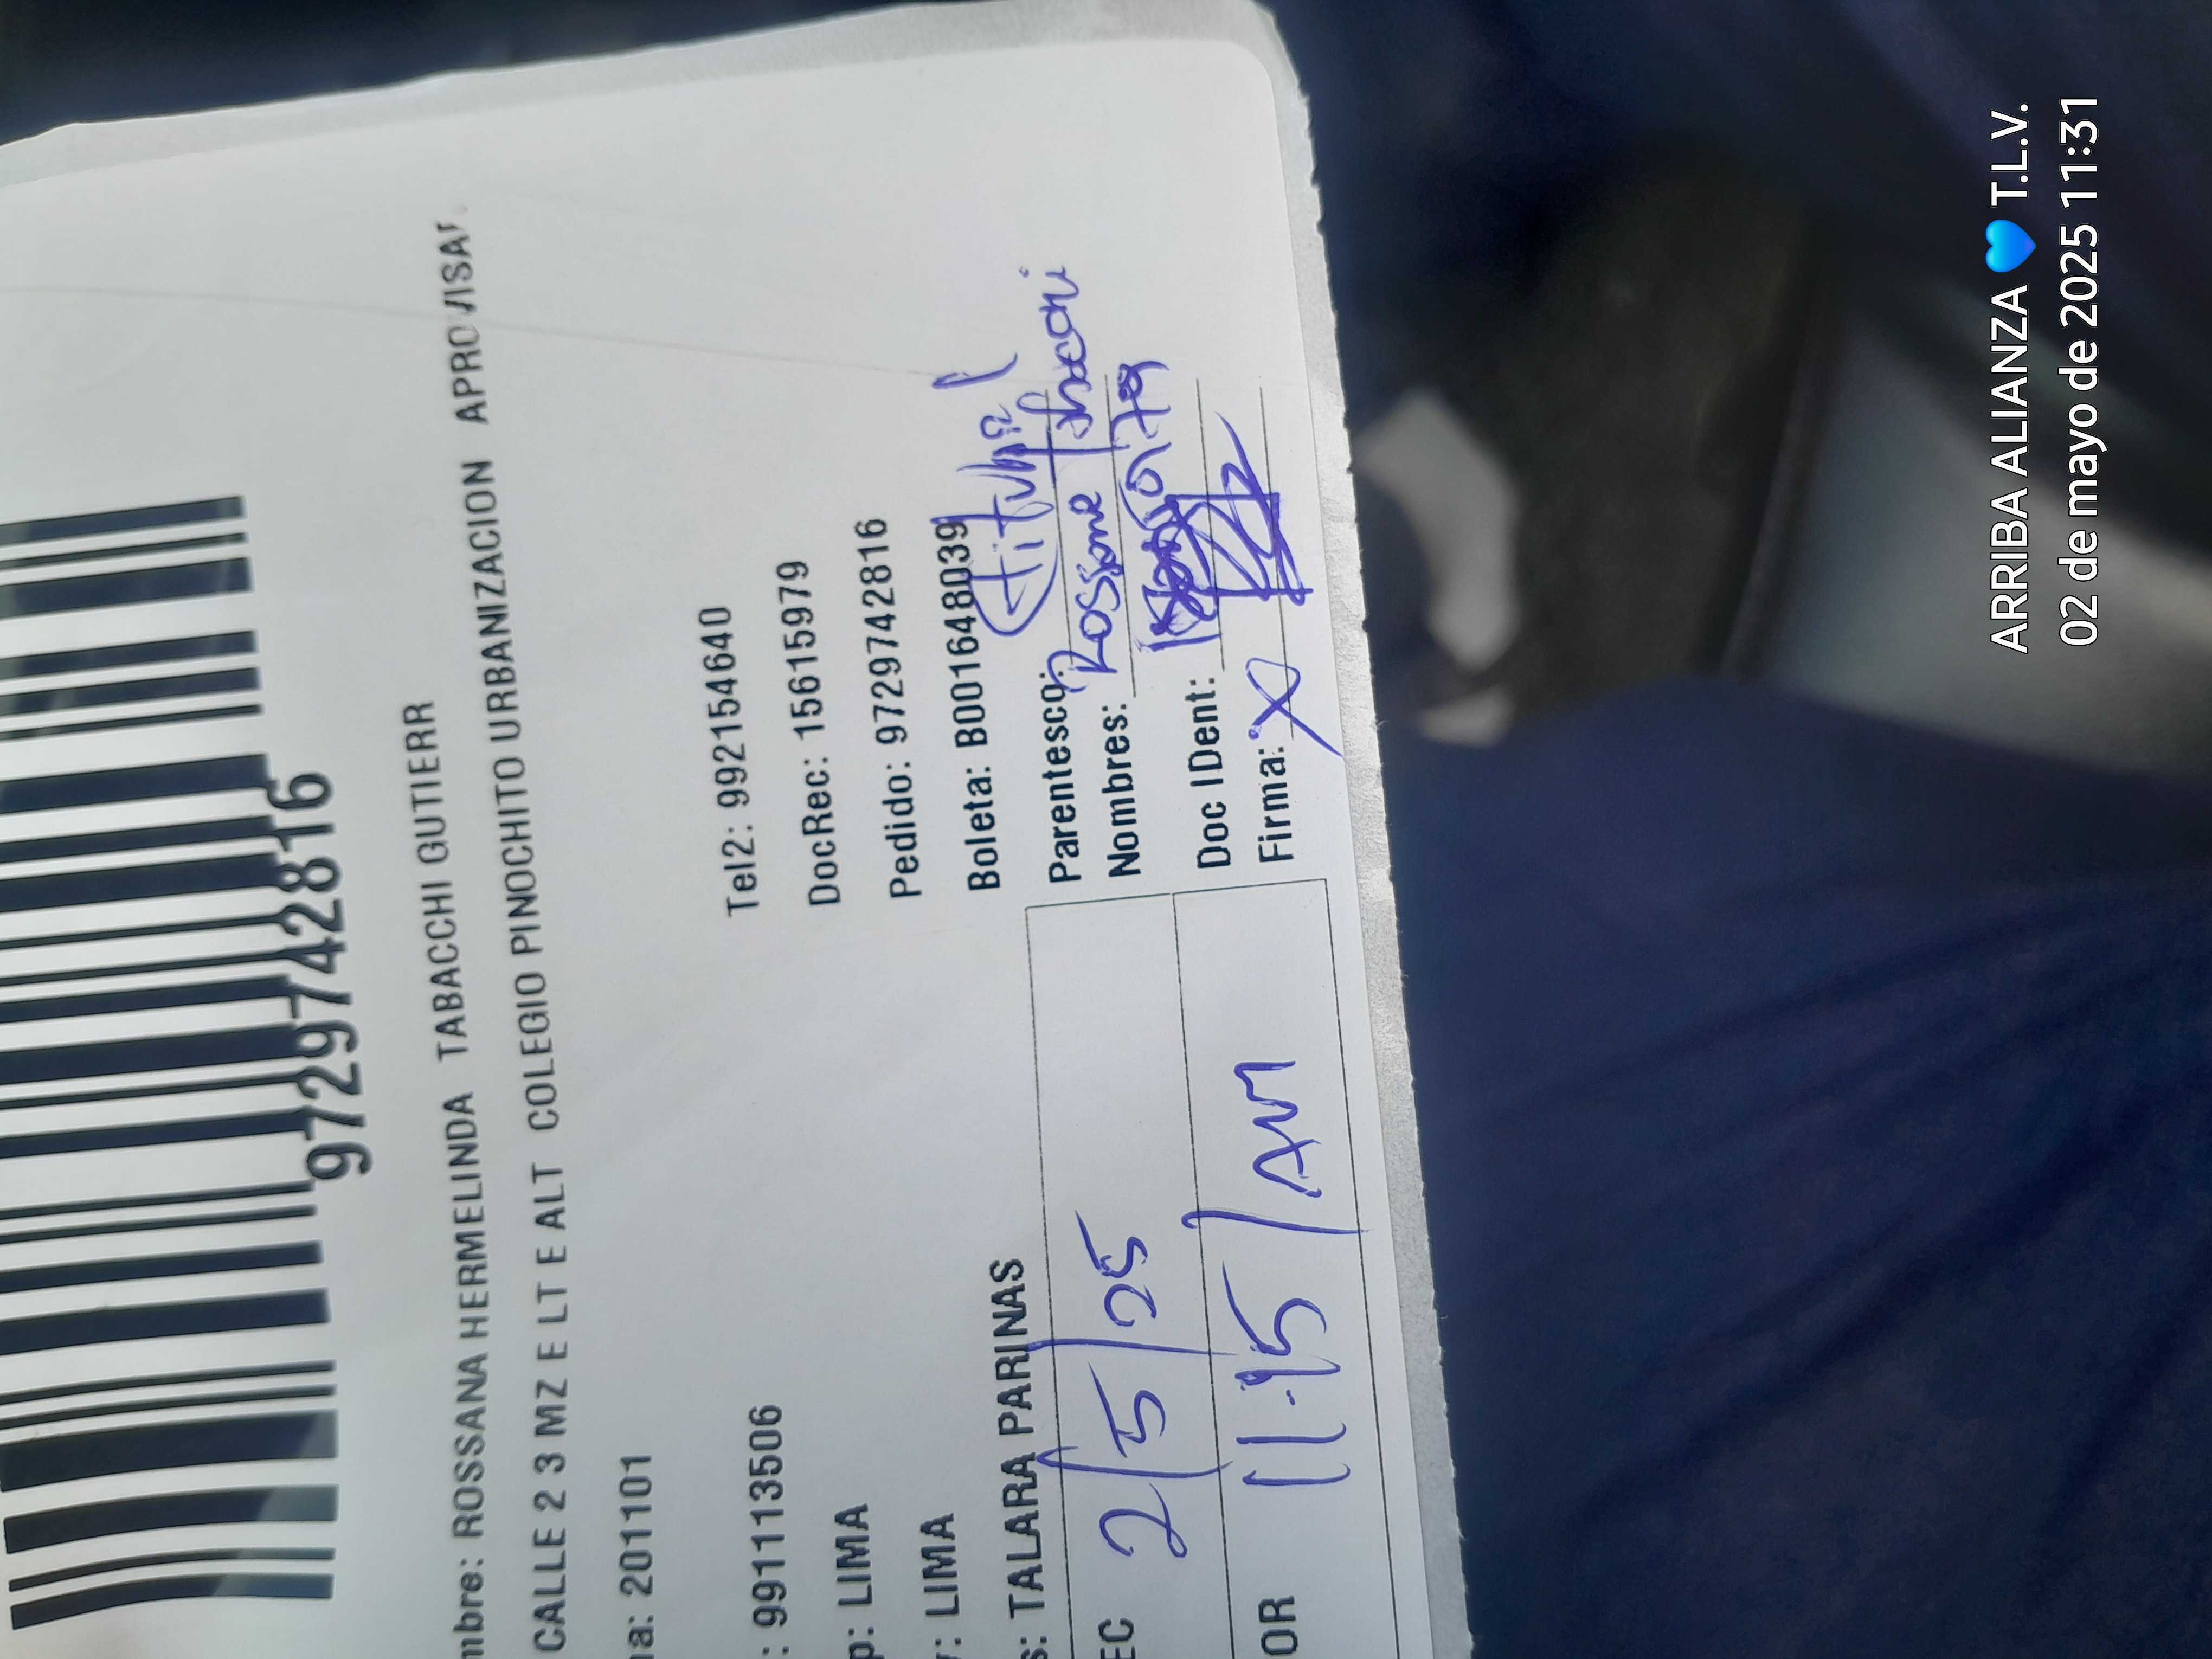 9729742816
mbre: ROSSANA HERMELINDA TABACCHI GUTIERR
CALLE 2 3 MZ E LT E ALT COLEGIO PINOCHITO URBANIZACION APROVISA
na: 201101
: 991113506 Tel2: 992154640
p: LIMA DocRec: 15615979
v: LIMA Pedido: 9729742816
s: TALARA PARINAS Boleta: B001648039
EC 2/5/25
OR 11:15/AM
Parentesco: titular
Nombres: Rossana
Doc IDent:
Firma: X
ARRIBA ALIANZA 💙 T.L.V.
02 de mayo de 2025 11:31